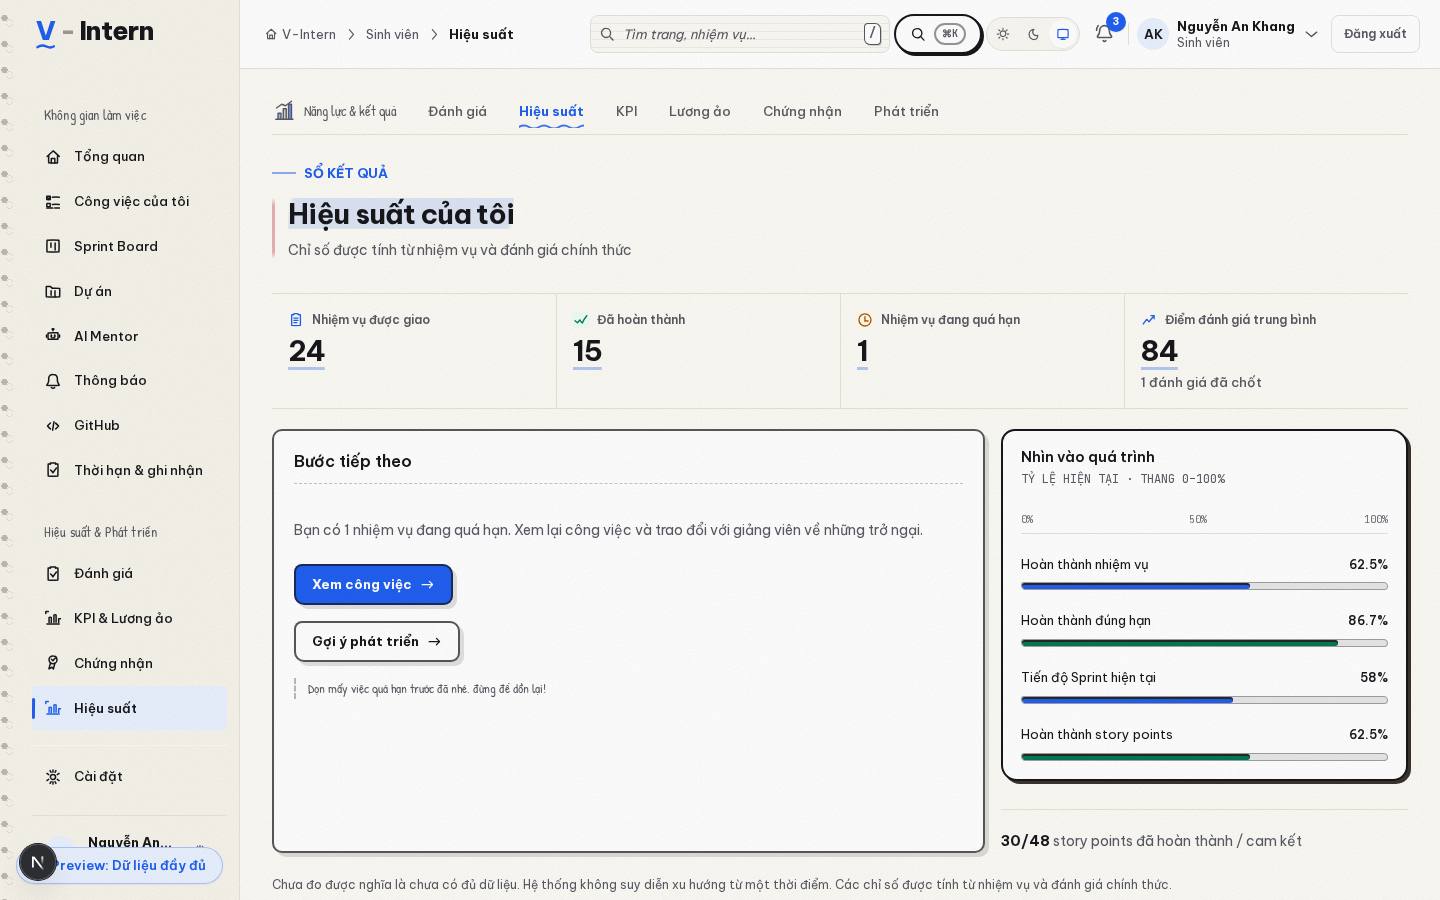 V - Intern
V-Intern > Sinh viên > Hiệu suất
Tìm trang, nhiệm vụ... /
⌘K
3
AK
Nguyễn An Khang
Sinh viên
Đăng xuất
Không gian làm việc
Tổng quan
Công việc của tôi
Sprint Board
Dự án
AI Mentor
Thông báo
GitHub
Thời hạn & ghi nhận
Hiệu suất & Phát triển
Đánh giá
KPI & Lương ảo
Chứng nhận
Hiệu suất
Cài đặt
Nguyễn An...
N
Preview: Dữ liệu đầy đủ
Năng lực & kết quả
Đánh giá
Hiệu suất
KPI
Lương ảo
Chứng nhận
Phát triển
SỔ KẾT QUẢ
Hiệu suất của tôi
Chỉ số được tính từ nhiệm vụ và đánh giá chính thức
Nhiệm vụ được giao
24
Đã hoàn thành
15
Nhiệm vụ đang quá hạn
1
Điểm đánh giá trung bình
84
1 đánh giá đã chốt
Bước tiếp theo
Bạn có 1 nhiệm vụ đang quá hạn. Xem lại công việc và trao đổi với giảng viên về những trở ngại.
Xem công việc →
Gợi ý phát triển →
Dọn mấy việc quá hạn trước đã nhé, đừng để dồn lại!
Nhìn vào quá trình
TỶ LỆ HIỆN TẠI · THANG 0–100%
0% 50% 100%
Hoàn thành nhiệm vụ 62.5%
Hoàn thành đúng hạn 86.7%
Tiến độ Sprint hiện tại 58%
Hoàn thành story points 62.5%
30/48 story points đã hoàn thành / cam kết
Chưa đo được nghĩa là chưa có đủ dữ liệu. Hệ thống không suy diễn xu hướng từ một thời điểm. Các chỉ số được tính từ nhiệm vụ và đánh giá chính thức.